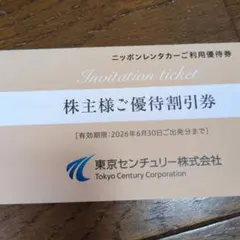 ニッポンレンタカーご利用優待券
Invitation ticket
株主様ご優待割引券
[有効期限:2026年6月30日ご出発分まで]
東京センチュリー株式会社
Tokyo Century Corporation